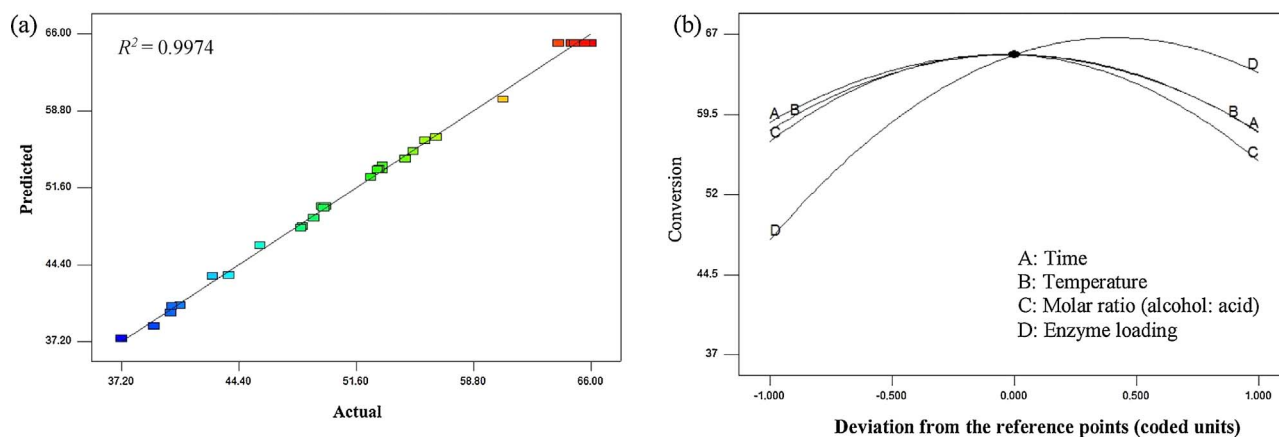 (a)
R² = 0.9974
Predicted
66.00
58.80
51.60
44.40
37.20
37.20 44.40 51.60 58.80 66.00
Actual
(b)
Conversion
67
59.5
52
44.5
37
A B C D
D B A C
A: Time
B: Temperature
C: Molar ratio (alcohol: acid)
D: Enzyme loading
-1.000 -0.500 0.000 0.500 1.000
Deviation from the reference points (coded units)